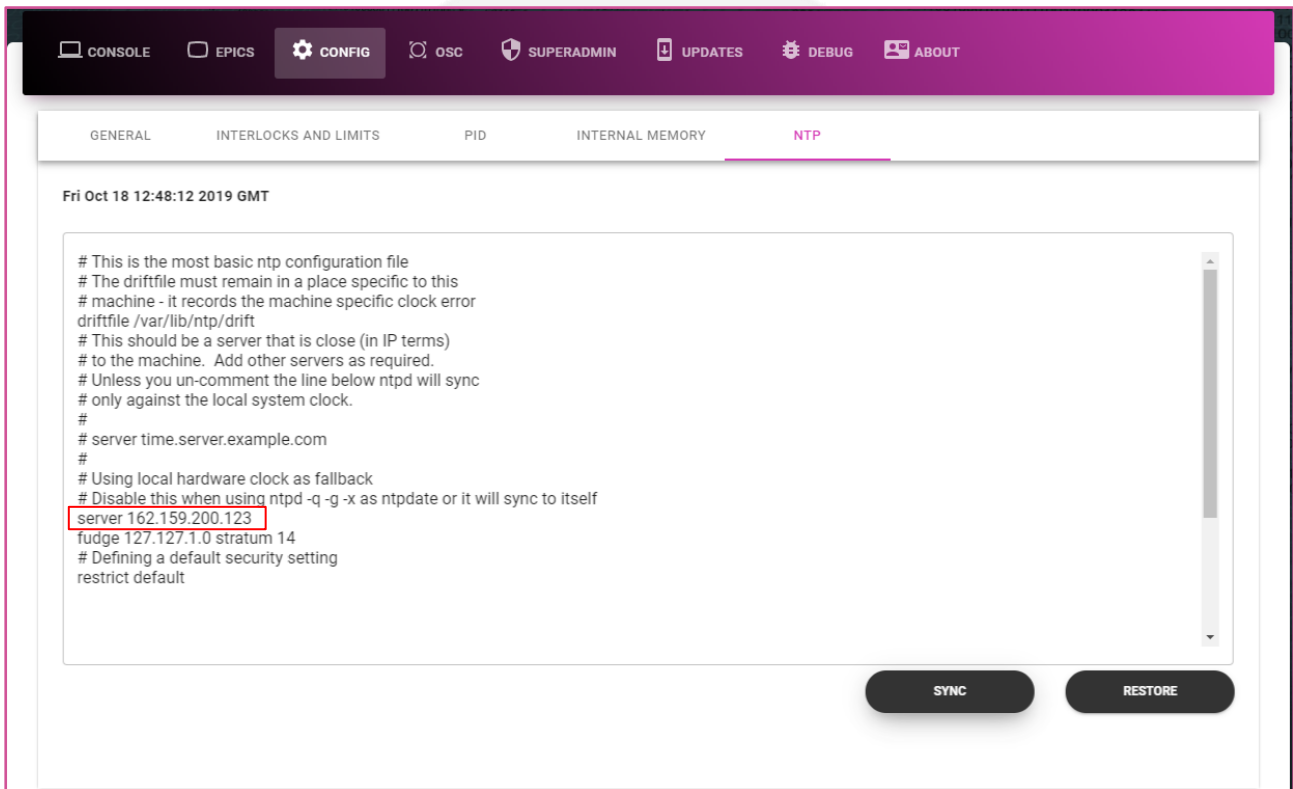 CONSOLE EPICS CONFIG OSC SUPERADMIN UPDATES DEBUG ABOUT
GENERAL INTERLOCKS AND LIMITS PID INTERNAL MEMORY NTP
Fri Oct 18 12:48:12 2019 GMT
# This is the most basic ntp configuration file
# The driftfile must remain in a place specific to this
# machine - it records the machine specific clock error
driftfile /var/lib/ntp/drift
# This should be a server that is close (in IP terms)
# to the machine.  Add other servers as required.
# Unless you un-comment the line below ntpd will sync
# only against the local system clock.
#
# server time.server.example.com
#
# Using local hardware clock as fallback
# Disable this when using ntpd -q -g -x as ntpdate or it will sync to itself
server 162.159.200.123
fudge 127.127.1.0 stratum 14
# Defining a default security setting
restrict default
SYNC RESTORE